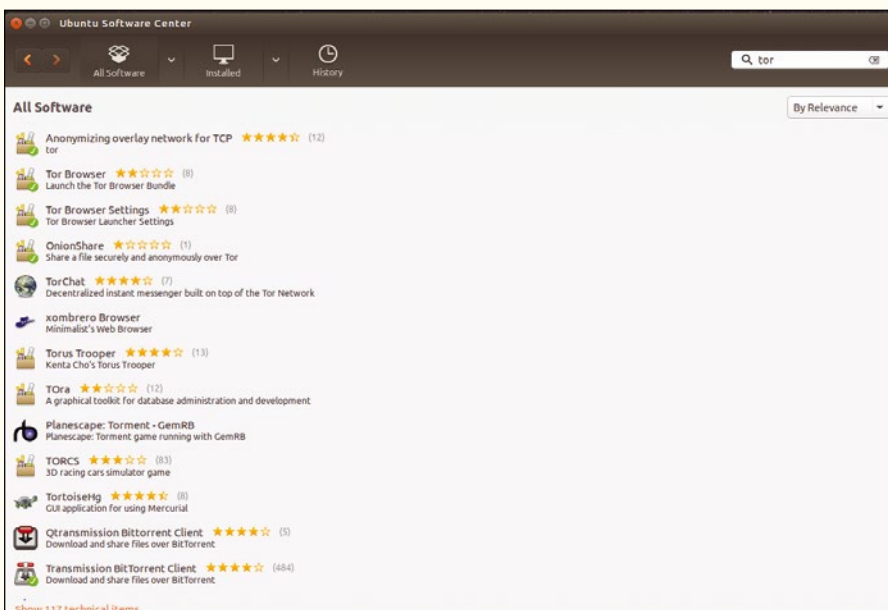 Ubuntu Software Center
All Software
Installed
History
tor
All Software
By Relevance
Anonymizing overlay network for TCP (12)
tor
Tor Browser (8)
Launch the Tor Browser Bundle
Tor Browser Settings (8)
Tor Browser Launcher Settings
OnionShare (1)
Share a file securely and anonymously over Tor
TorChat (7)
Decentralized instant messenger built on top of the Tor Network
xombrero Browser
Minimalist's Web Browser
Torus Trooper (13)
Kenta Cho's Torus Trooper
TOra (12)
A graphical toolkit for database administration and development
Planescape: Torment - GemRB
Planescape: Torment game running with GemRB
TORCS (83)
3D racing cars simulator game
TortoiseHg (8)
GUI application for using Mercurial
Qtransmission Bittorrent Client (5)
Download and share files over BitTorrent
Transmission BitTorrent Client (484)
Download and share files over BitTorrent
Show 117 technical items